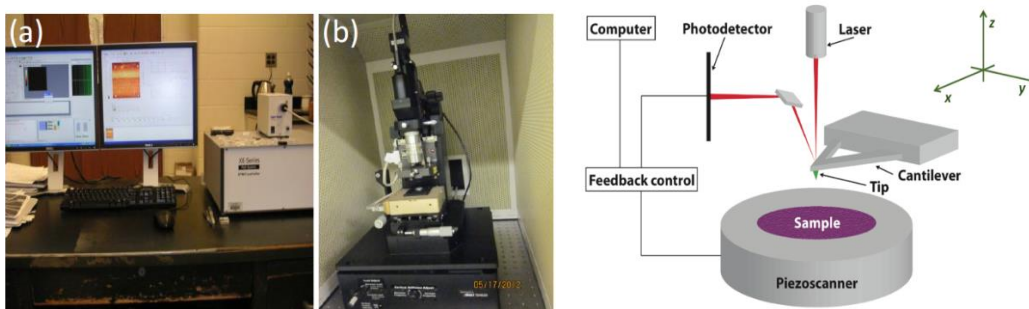 (a)
XE Series
(b)
05/17/2012
Computer
Photodetector
Laser
z
x
y
Feedback control
Cantilever
Tip
Sample
Piezoscanner